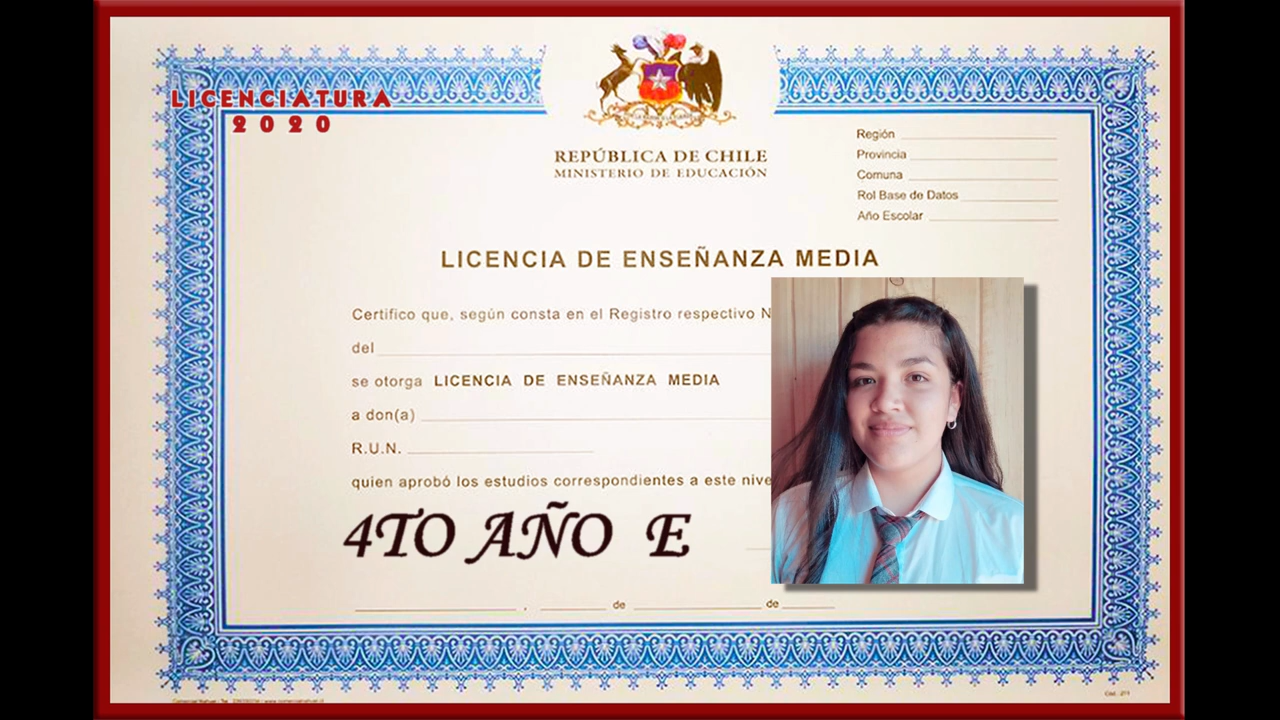 LICENCIATURA
2020
REPÚBLICA DE CHILE
MINISTERIO DE EDUCACIÓN
Región
Provincia
Comuna
Rol Base de Datos
Año Escolar
LICENCIA DE ENSEÑANZA MEDIA
Certifico que, según consta en el Registro respectivo N
del
se otorga LICENCIA DE ENSEÑANZA MEDIA
a don(a)
R.U.N.
quien aprobó los estudios correspondientes a este nive
4TO AÑO E
, de de